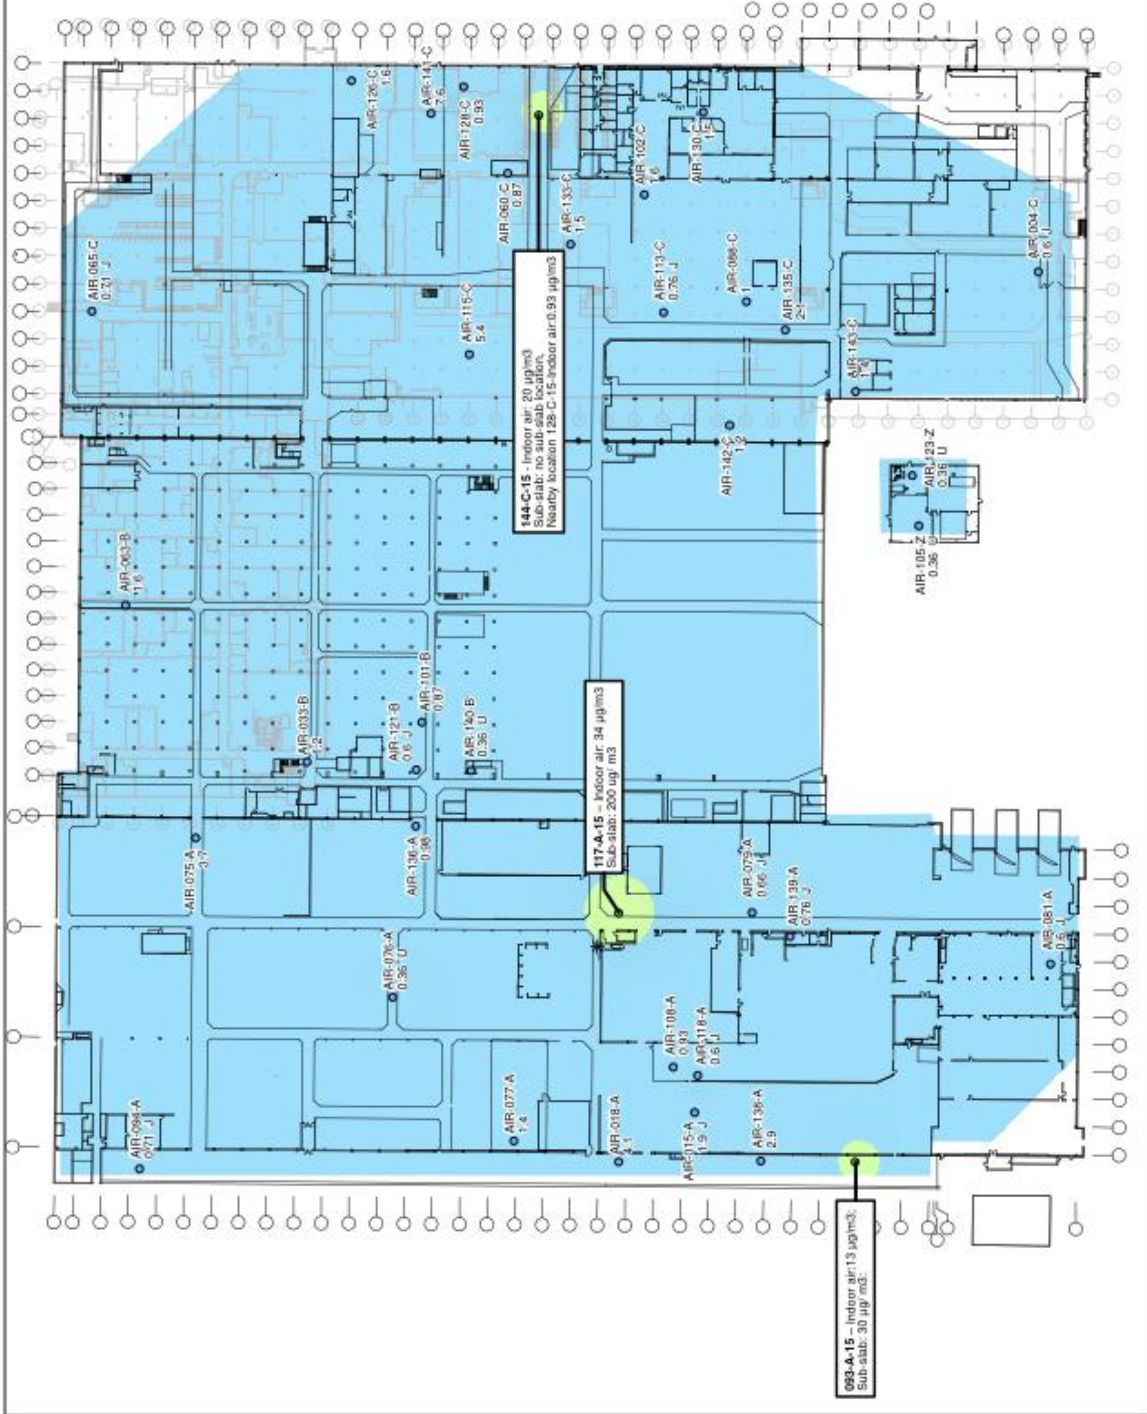 AIR-126-C
1.6
AIR-141-C
7.6
AIR-128-C
0.93
AIR-060-C
0.87
AIR-133-C
1.5
AIR-102-C
1.6
AIR-130-C
1.5
AIR-065-C
0.71 J
AIR-115-C
5.4
AIR-113-C
0.76 J
AIR-088-C
1
AIR-135-C
2.1
AIR-004-C
0.6 J
AIR-143-C
1.4
AIR-142-C
1.2
144-C-15 - Indoor air: 20 µg/m3
Sub-slab: no sub-slab location,
Nearby location 128-C-15-Indoor air:0.93 µg/m3
AIR-123-Z
0.36 U
AIR-105-Z
0.36 U
AIR-063-B
1.6
AIR-033-B
1.2
AIR-121-B
0.6 J
AIR-101-B
0.87
AIR-140-B
0.36 U
117-A-15 – Indoor air: 34 µg/m3
Sub-slab: 200 ug/ m3
AIR-075-A
3.7
AIR-136-A
0.98
AIR-079-A
0.66 J
AIR-139-A
0.76 J
AIR-081-A
0.6 J
AIR-076-A
0.36 U
AIR-108-A
0.93
AIR-118-A
0.6 J
AIR-094-A
0.71 J
AIR-077-A
1.4
AIR-018-A
AIR-015-A
1.9 J
AIR-138-A
2.9
093-A-15 – Indoor air:13 µg/m3;
Sub-slab: 30 µg/ m3;